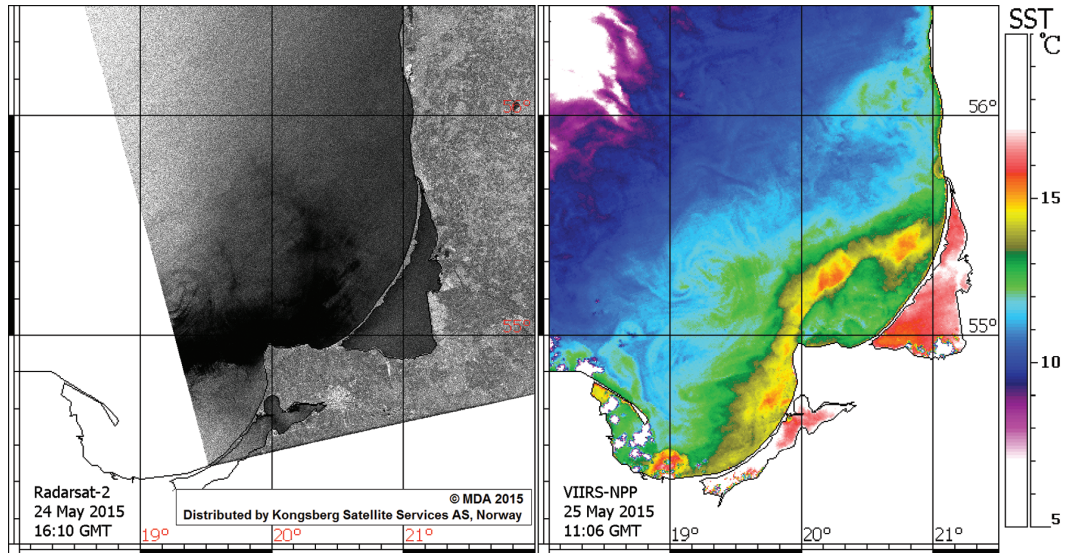 SST
°C
56°
56°
15
55°
55°
10
Radarsat-2
24 May 2015
16:10 GMT
© MDA 2015
Distributed by Kongsberg Satellite Services AS, Norway
VIIRS-NPP
25 May 2015
11:06 GMT
5
19°
20°
21°
19°
20°
21°